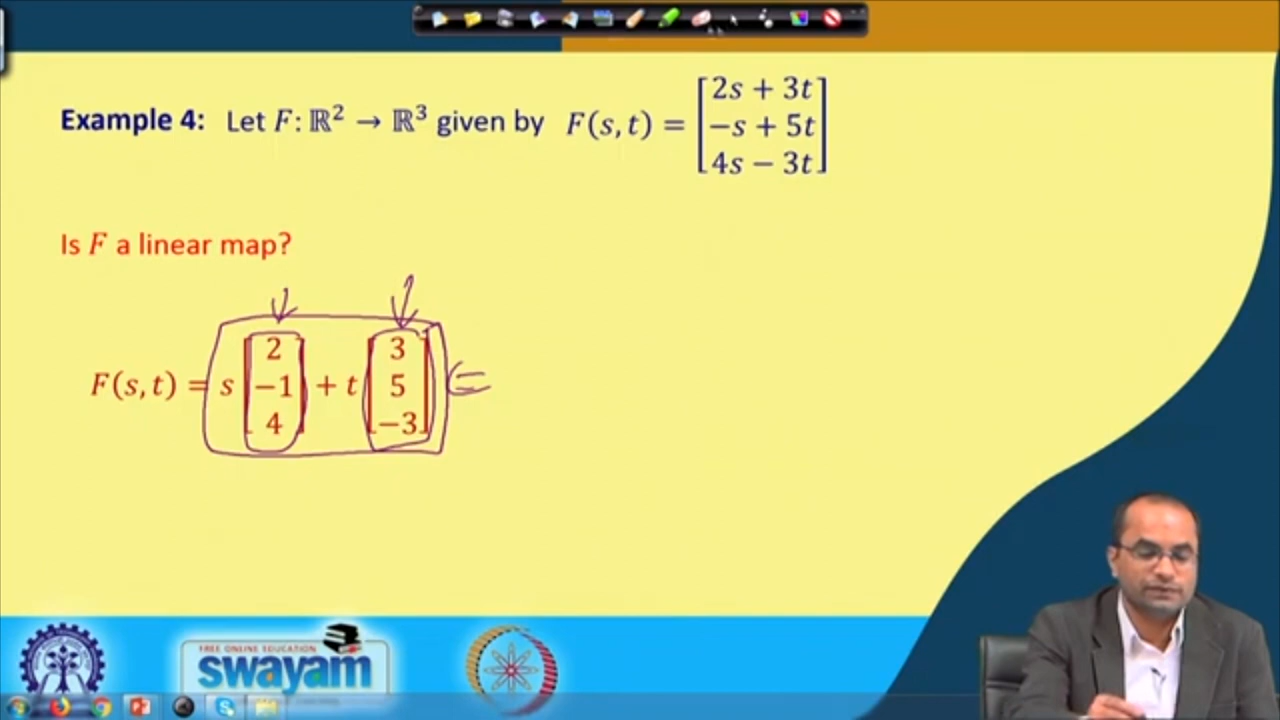 Example 4: Let F: ℝ² → ℝ³ given by F(s, t) = [2s + 3t
−s + 5t
4s − 3t]
Is F a linear map?
F(s, t) = s [2 −1 4] + t [3 5 −3] =
FREE ONLINE EDUCATION
swayam